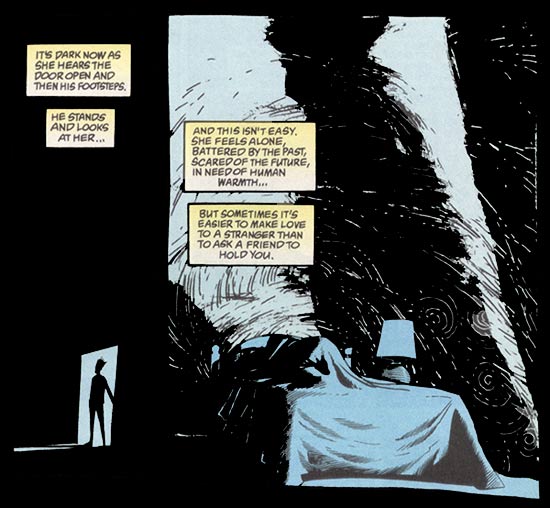 IT'S DARK NOW AS
SHE HEARS THE
DOOR OPEN AND
THEN HIS FOOTSTEPS.
HE STANDS
AND LOOKS
AT HER...
AND THIS ISN'T EASY.
SHE FEELS ALONE,
BATTERED BY THE PAST,
SCARED OF THE FUTURE,
IN NEED OF HUMAN
WARMTH...
BUT SOMETIMES IT'S
EASIER TO MAKE LOVE
TO A STRANGER THAN
TO ASK A FRIEND TO
HOLD YOU.